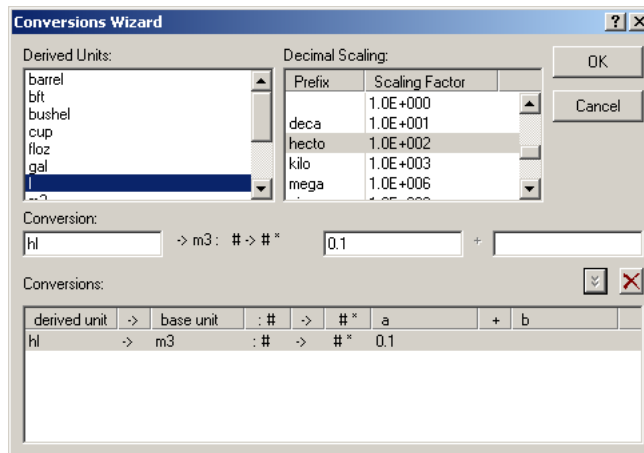 Conversions Wizard
Derived Units:
Decimal Scaling:
OK
Cancel
barrel
bft
bushel
cup
floz
gal
l
m3
Prefix Scaling Factor
1.0E+000
deca 1.0E+001
hecto 1.0E+002
kilo 1.0E+003
mega 1.0E+006
Conversion:
hl -> m3 : # -> # * 0.1 +
Conversions:
derived unit -> base unit : # -> # * a + b
hl -> m3 : # -> # * 0.1